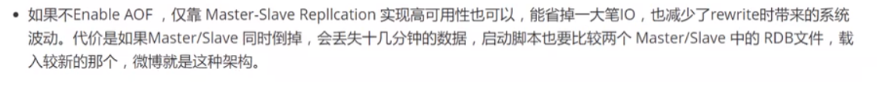 • 如果不Enable AOF ，仅靠 Master-Slave Repllcation 实现高可用性也可以，能省掉一大笔IO，也减少了rewrite时带来的系统
波动。代价是如果Master/Slave 同时倒掉，会丢失十几分钟的数据，启动脚本也要比较两个 Master/Slave 中的 RDB文件，载
入较新的那个，微博就是这种架构。